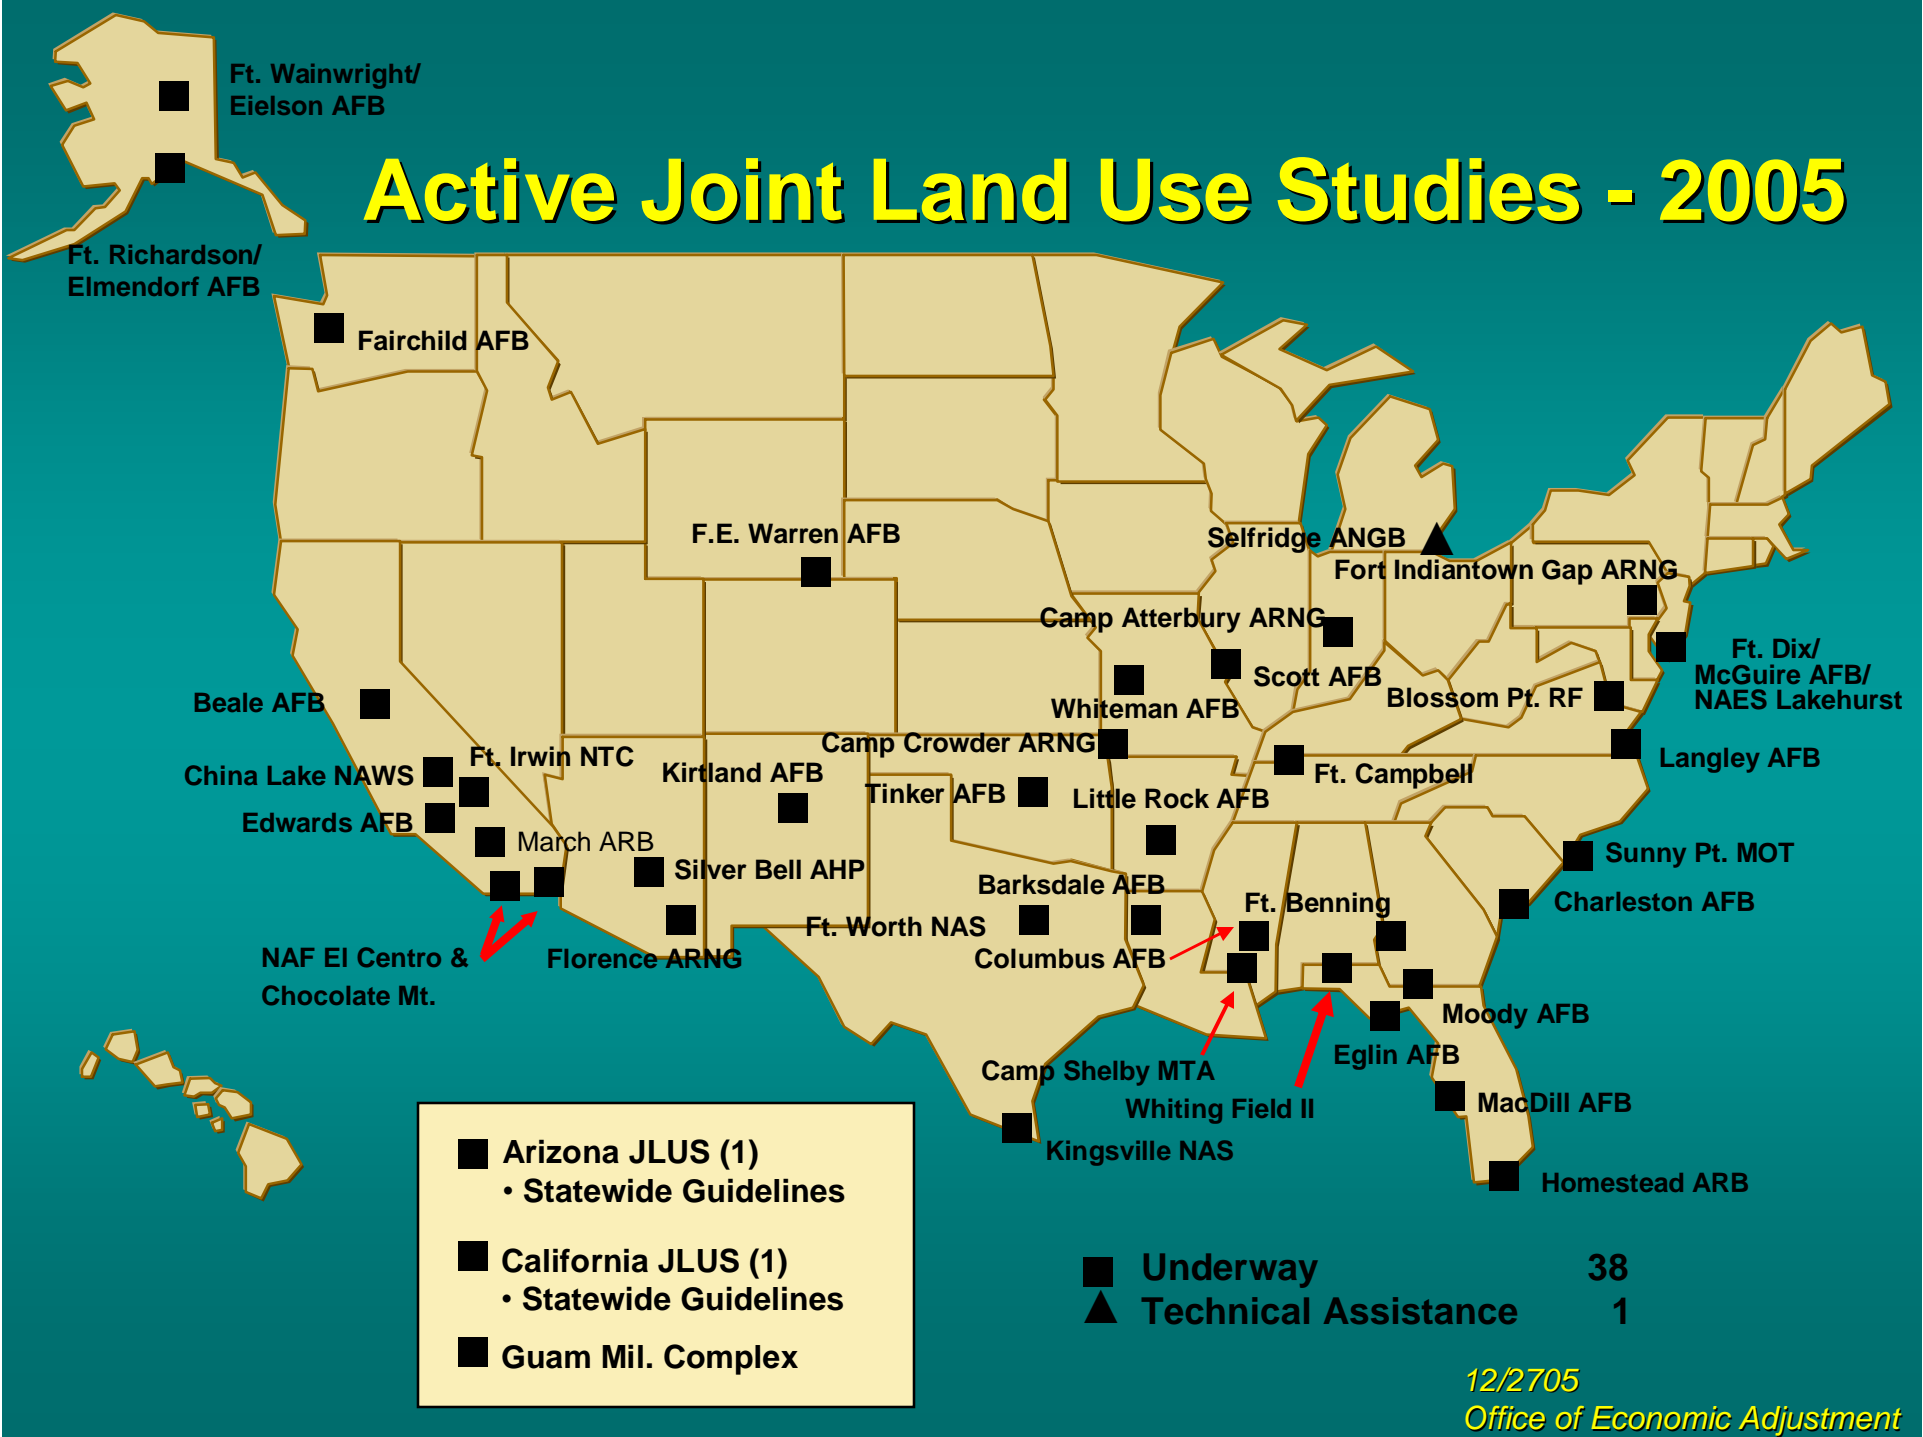 Ft. Wainwright/
Eielson AFB
Active Joint Land Use Studies - 2005
Ft. Richardson/
Elmendorf AFB
Fairchild AFB
F.E. Warren AFB
Selfridge ANGB
Fort Indiantown Gap ARNG
Camp Atterbury ARNG
Ft. Dix/
McGuire AFB/
NAES Lakehurst
Scott AFB
Blossom Pt. RF
Beale AFB
Whiteman AFB
Camp Crowder ARNG
Ft. Irwin NTC
Langley AFB
China Lake NAWS
Kirtland AFB
Ft. Campbell
Tinker AFB
Little Rock AFB
Edwards AFB
March ARB
Sunny Pt. MOT
Silver Bell AHP
Barksdale AFB
Ft. Benning
Charleston AFB
Ft. Worth NAS
NAF El Centro &
Chocolate Mt.
Florence ARNG
Columbus AFB
Moody AFB
Eglin AFB
Camp Shelby MTA
Whiting Field II
MacDill AFB
Kingsville NAS
Homestead ARB
Arizona JLUS (1)
• Statewide Guidelines
California JLUS (1)
• Statewide Guidelines
Guam Mil. Complex
Underway 38
Technical Assistance 1
12/2705
Office of Economic Adjustment